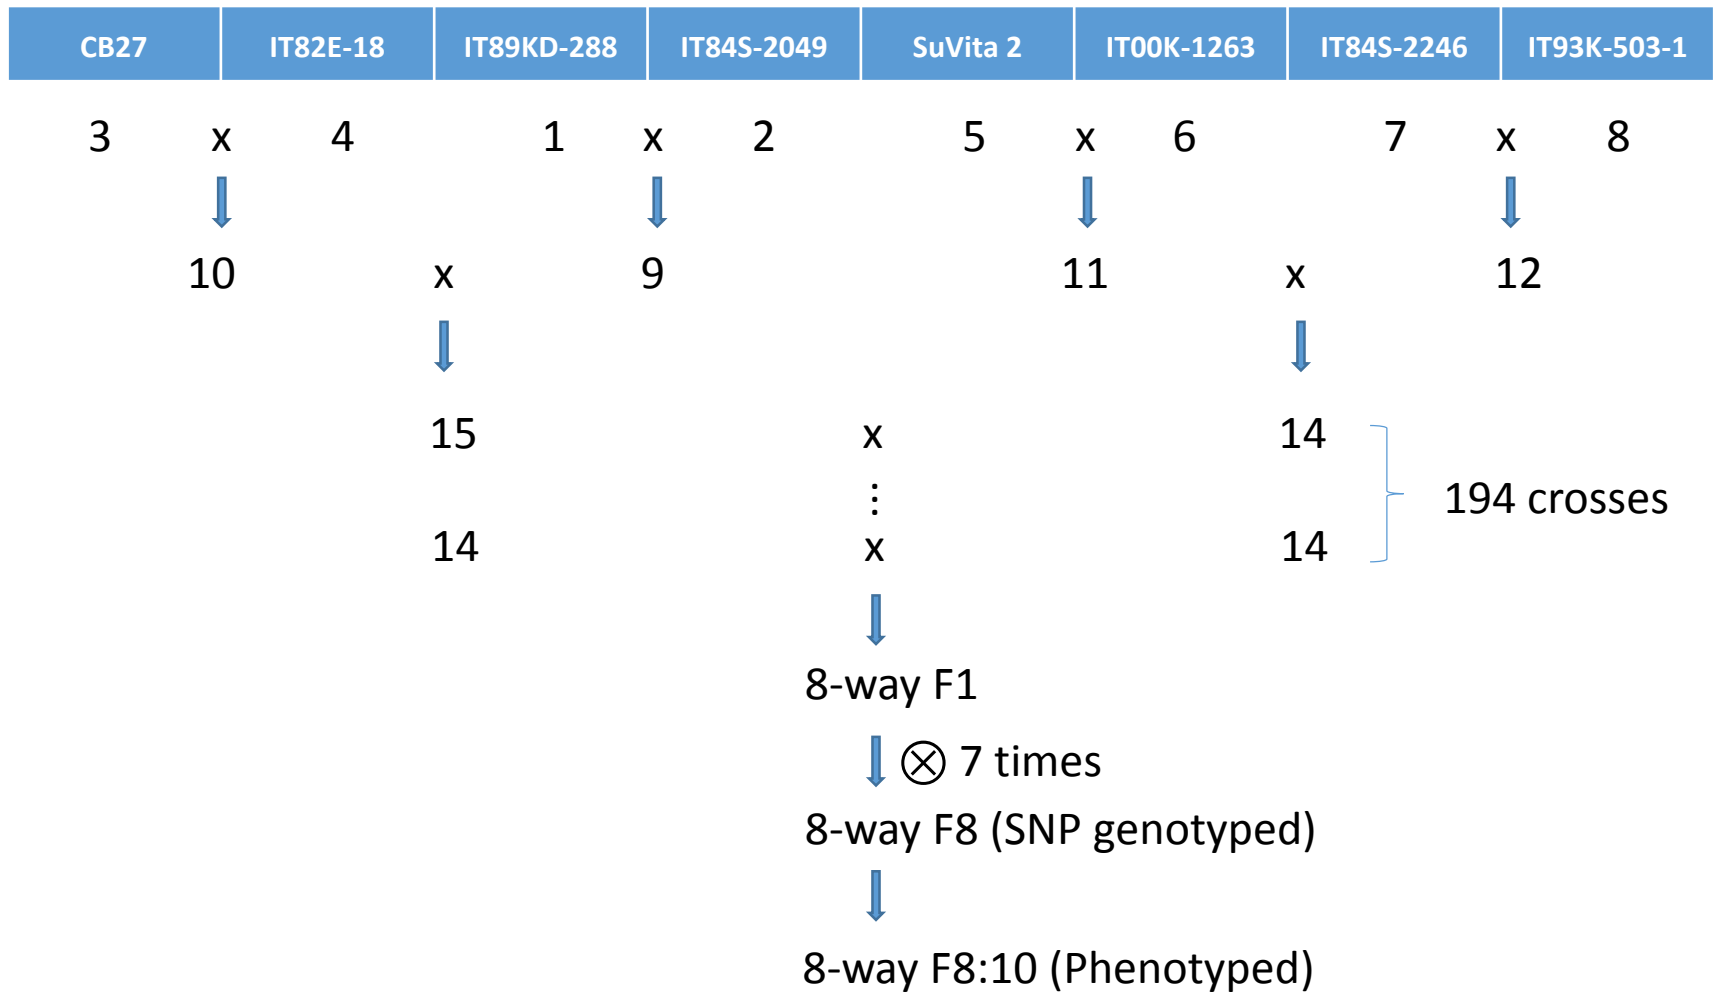 CB27 IT82E-18 IT89KD-288 IT84S-2049 SuVita 2 IT00K-1263 IT84S-2246 IT93K-503-1
3 x 4 1 x 2 5 x 6 7 x 8
10 x 9 11 x 12
15 x 14
⋮
194 crosses
14 x 14
8-way F1
⊗ 7 times
8-way F8 (SNP genotyped)
8-way F8:10 (Phenotyped)